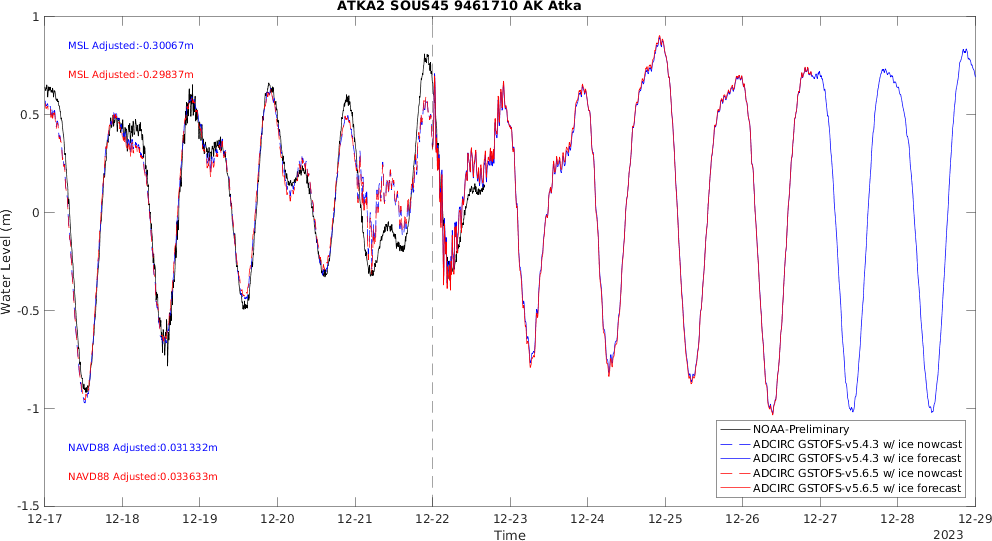 ATKA2 SOUS45 9461710 AK Atka
MSL Adjusted:-0.30067m
MSL Adjusted:-0.29837m
NAVD88 Adjusted:0.031332m
NAVD88 Adjusted:0.033633m
Water Level (m)
1
0.5
0
-0.5
-1
-1.5
NOAA-Preliminary
ADCIRC GSTOFS-v5.4.3 w/ ice nowcast
ADCIRC GSTOFS-v5.4.3 w/ ice forecast
ADCIRC GSTOFS-v5.6.5 w/ ice nowcast
ADCIRC GSTOFS-v5.6.5 w/ ice forecast
12-17 12-18 12-19 12-20 12-21 12-22 12-23 12-24 12-25 12-26 12-27 12-28 12-29
Time
2023